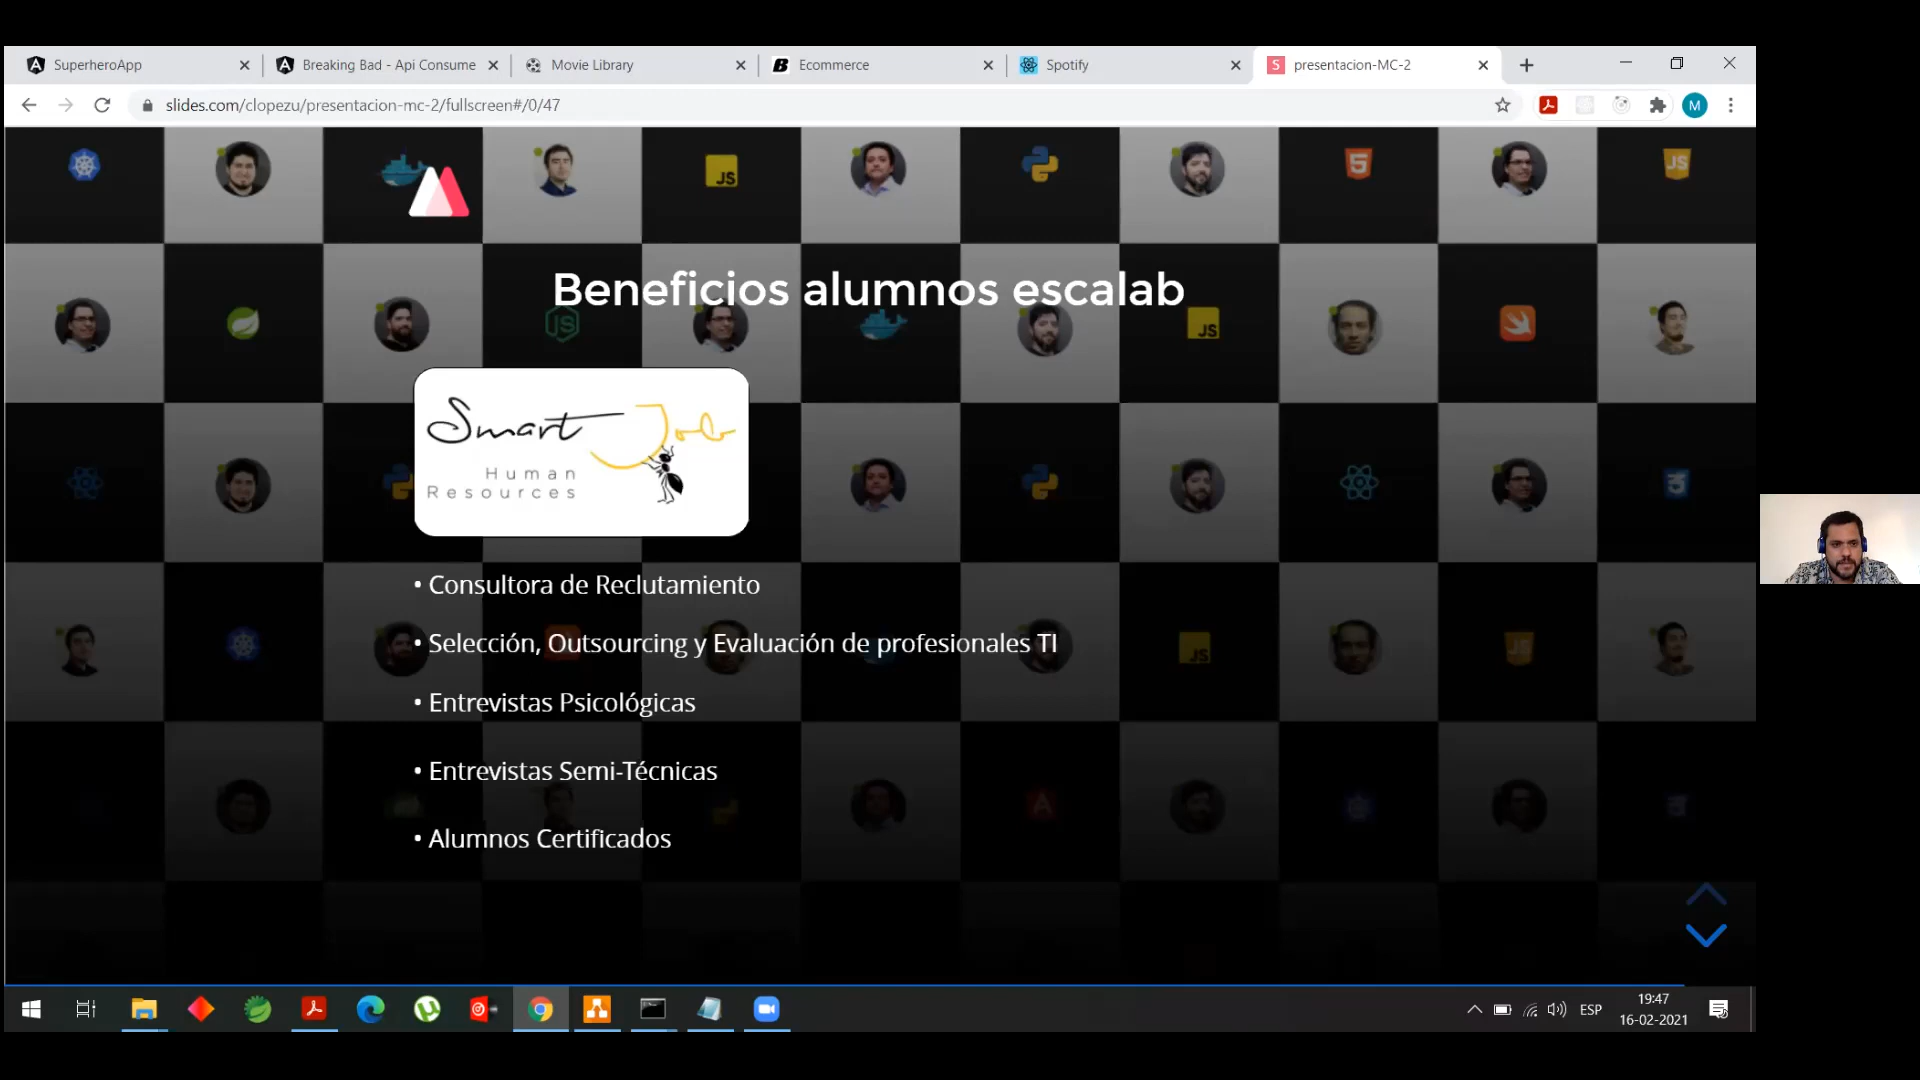 SuperheroApp
Breaking Bad - Api Consume
Movie Library
Ecommerce
Spotify
presentacion-MC-2
slides.com/clopezu/presentacion-mc-2/fullscreen#/0/47
M
Beneficios alumnos escalab
Smart Job
Human
Resources
• Consultora de Reclutamiento
• Selección, Outsourcing y Evaluación de profesionales TI
• Entrevistas Psicológicas
• Entrevistas Semi-Técnicas
• Alumnos Certificados
ESP
19:47
16-02-2021